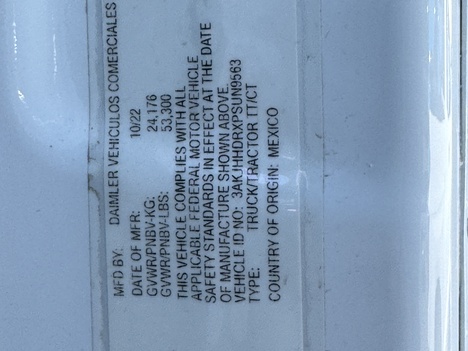 MFD BY: DAIMLER VEHICULOS COMERCIALES
DATE OF MFR: 10/22
GVWR/PNBV-KG: 24,176
GVWR/PNBV-LBS: 53,300
THIS VEHICLE COMPLIES WITH ALL
APPLICABLE FEDERAL MOTOR VEHICLE
SAFETY STANDARDS IN EFFECT AT THE DATE
OF MANUFACTURE SHOWN ABOVE.
VEHICLE ID NO: 3AKJHHDRXPSUN9563
TYPE: TRUCK/TRACTOR TT/CT
COUNTRY OF ORIGIN: MEXICO